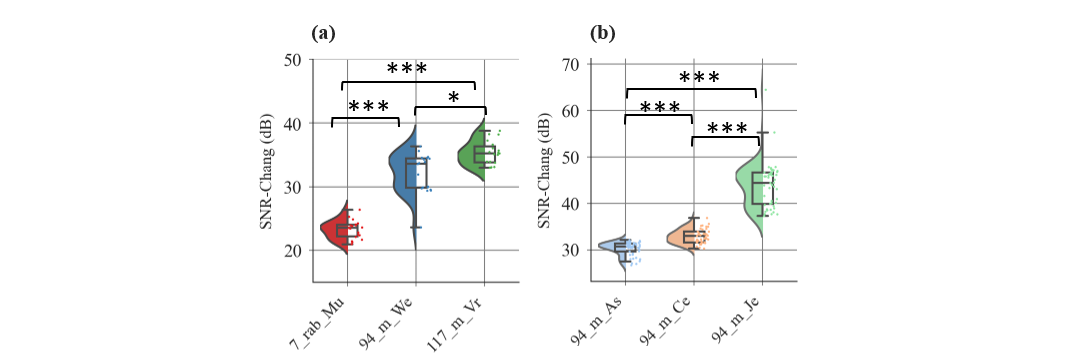 (a)
(b)
SNR-Chang (dB)
50
40
30
20
***
***
*
7_rab_Mu
94_m_We
117_m_Vr
SNR-Chang (dB)
70
60
50
40
30
***
***
***
94_m_As
94_m_Ce
94_m_Je